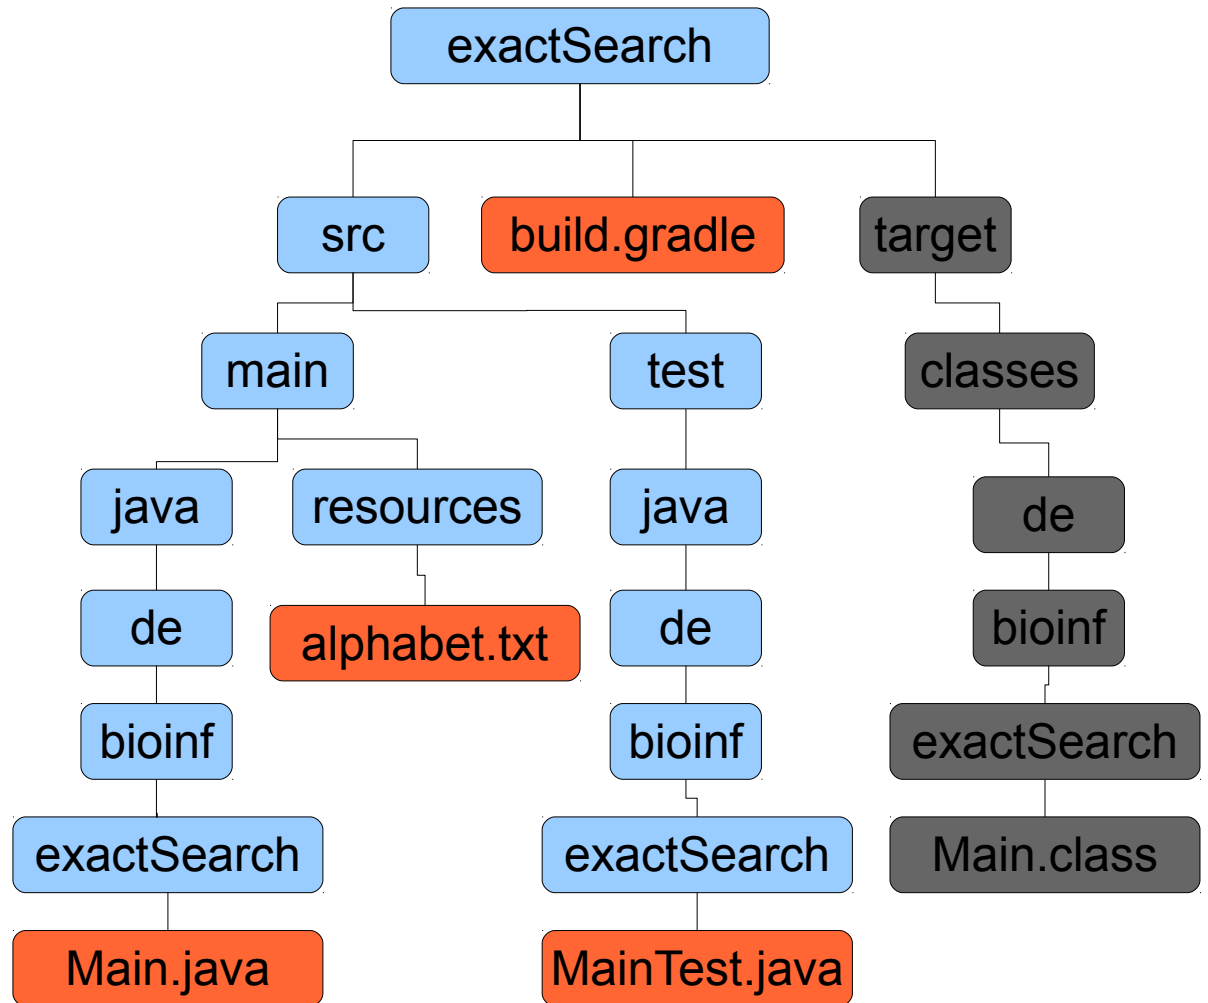 exactSearch
src
build.gradle
target
main
test
classes
java
resources
java
de
de
alphabet.txt
de
bioinf
bioinf
bioinf
exactSearch
exactSearch
exactSearch
Main.class
Main.java
MainTest.java